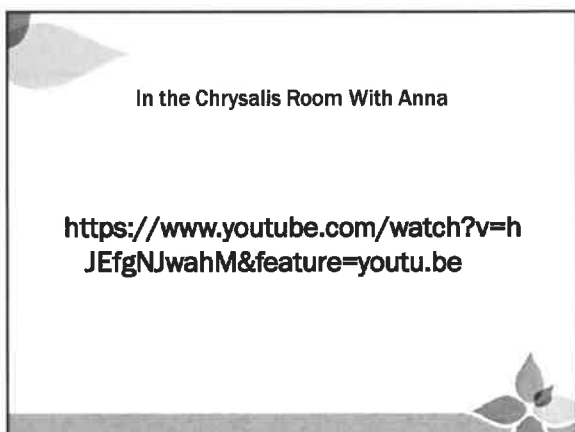 In the Chrysalis Room With Anna
https://www.youtube.com/watch?v=h
JEfgNJwahM&feature=youtu.be